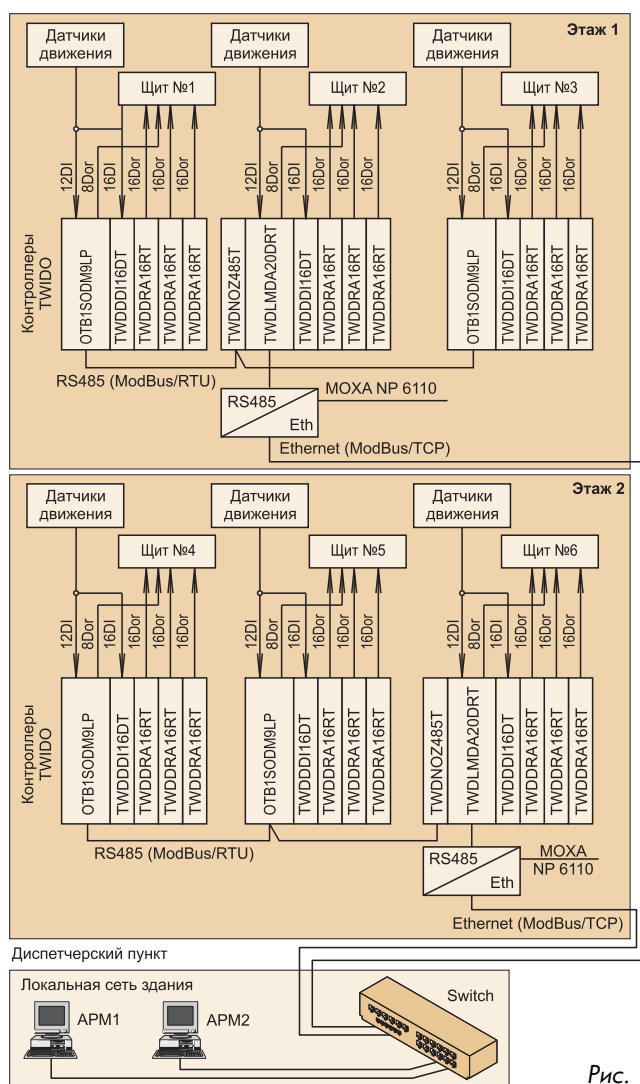 Этаж 1
Датчики
движения
Датчики
движения
Датчики
движения
Щит №1
Щит №2
Щит №3
12DI
8Dor
16DI
16Dor
16Dor
16Dor
12DI
8Dor
16DI
16Dor
16Dor
16Dor
12DI
8Dor
16DI
16Dor
16Dor
16Dor
Контроллеры
TWIDO
OTB1SODM9LP
TWDDDI16DT
TWDDRA16RT
TWDDRA16RT
TWDDRA16RT
TWDNOZ485T
TWDLMDA20DRT
TWDDDI16DT
TWDDRA16RT
TWDDRA16RT
TWDDRA16RT
OTB1SODM9LP
TWDDDI16DT
TWDDRA16RT
TWDDRA16RT
TWDDRA16RT
RS485 (ModBus/RTU)
RS485
Eth
MOXA NP 6110
Ethernet (ModBus/TCP)
Этаж 2
Датчики
движения
Датчики
движения
Датчики
движения
Щит №4
Щит №5
Щит №6
12DI
8Dor
16DI
16Dor
16Dor
16Dor
12DI
8Dor
16DI
16Dor
16Dor
16Dor
12DI
8Dor
16DI
16Dor
16Dor
16Dor
Контроллеры
TWIDO
OTB1SODM9LP
TWDDDI16DT
TWDDRA16RT
TWDDRA16RT
TWDDRA16RT
OTB1SODM9LP
TWDDDI16DT
TWDDRA16RT
TWDDRA16RT
TWDDRA16RT
TWDNOZ485T
TWDLMDA20DRT
TWDDDI16DT
TWDDRA16RT
TWDDRA16RT
TWDDRA16RT
RS485 (ModBus/RTU)
RS485
Eth
MOXA
NP 6110
Ethernet (ModBus/TCP)
Диспетчерский пункт
Локальная сеть здания
АРМ1
АРМ2
Switch
Рис.